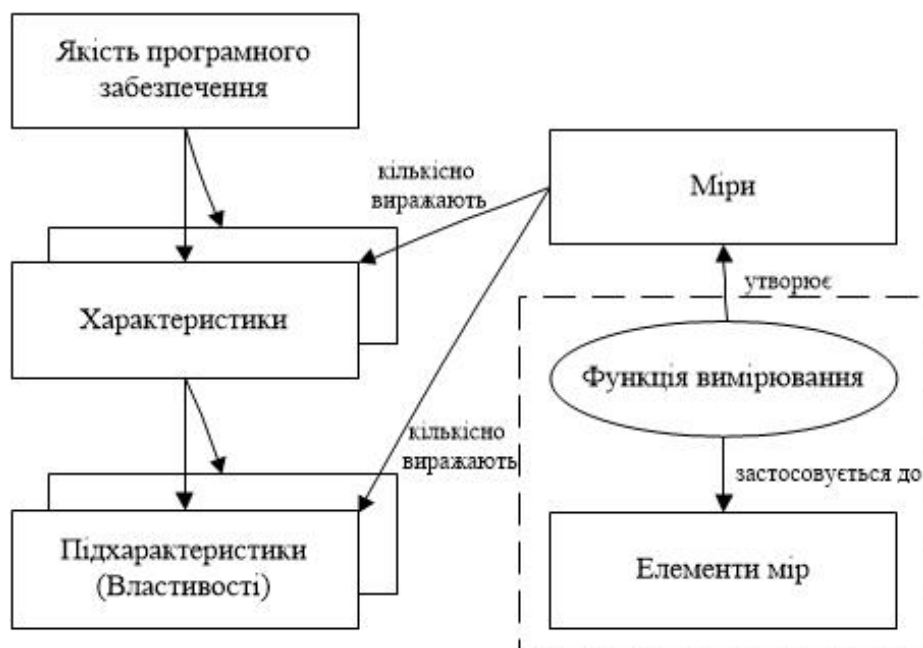 Якість програмного
забезпечення
кількісно
виражають
Міри
утворює
Характеристики
Функція вимірювання
кількісно
виражають
застосовується до
Підхарактеристики
(Властивості)
Елементи мір